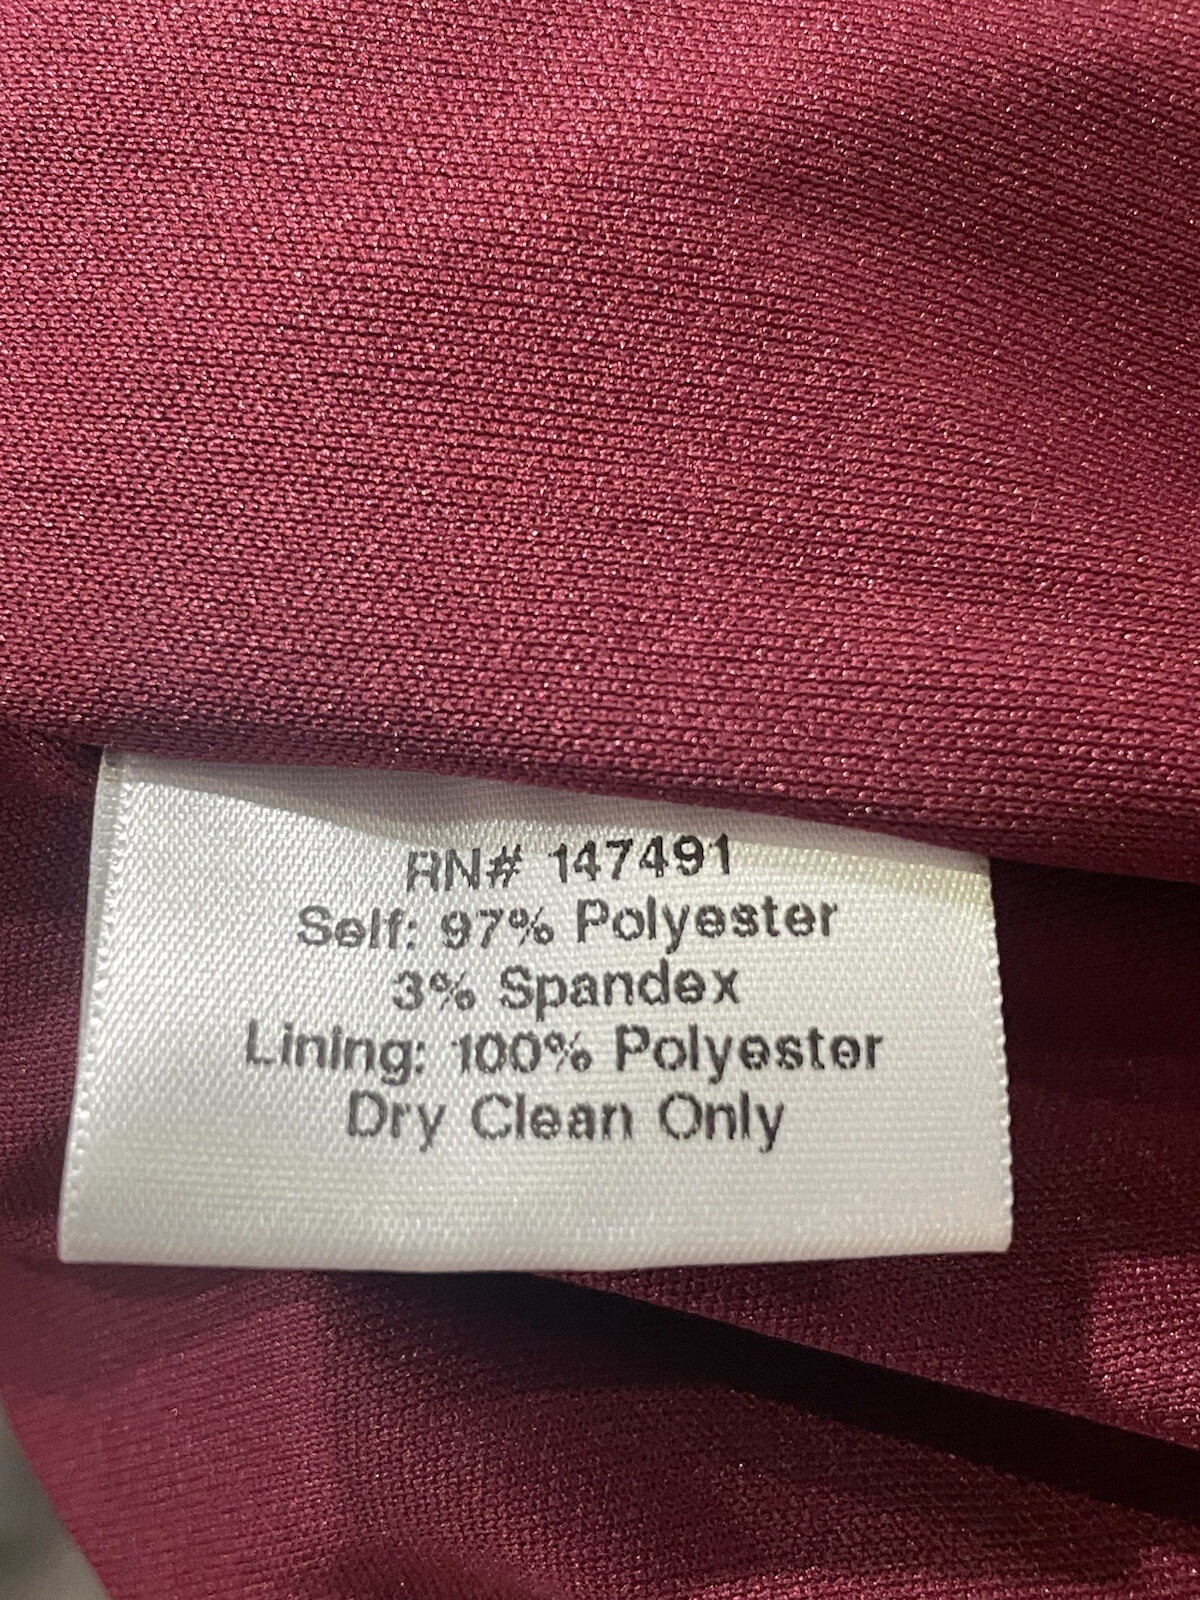 RN# 147491
Self: 97% Polyester
3% Spandex
Lining: 100% Polyester
Dry Clean Only